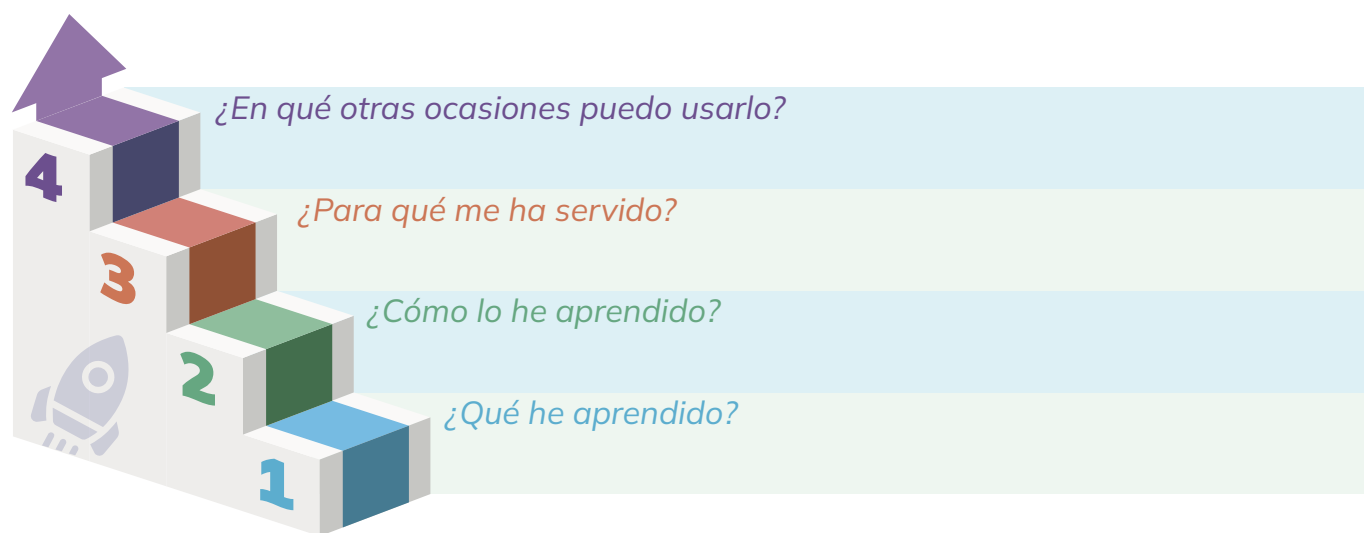 ¿En qué otras ocasiones puedo usarlo?
4
¿Para qué me ha servido?
3
¿Cómo lo he aprendido?
2
¿Qué he aprendido?
1